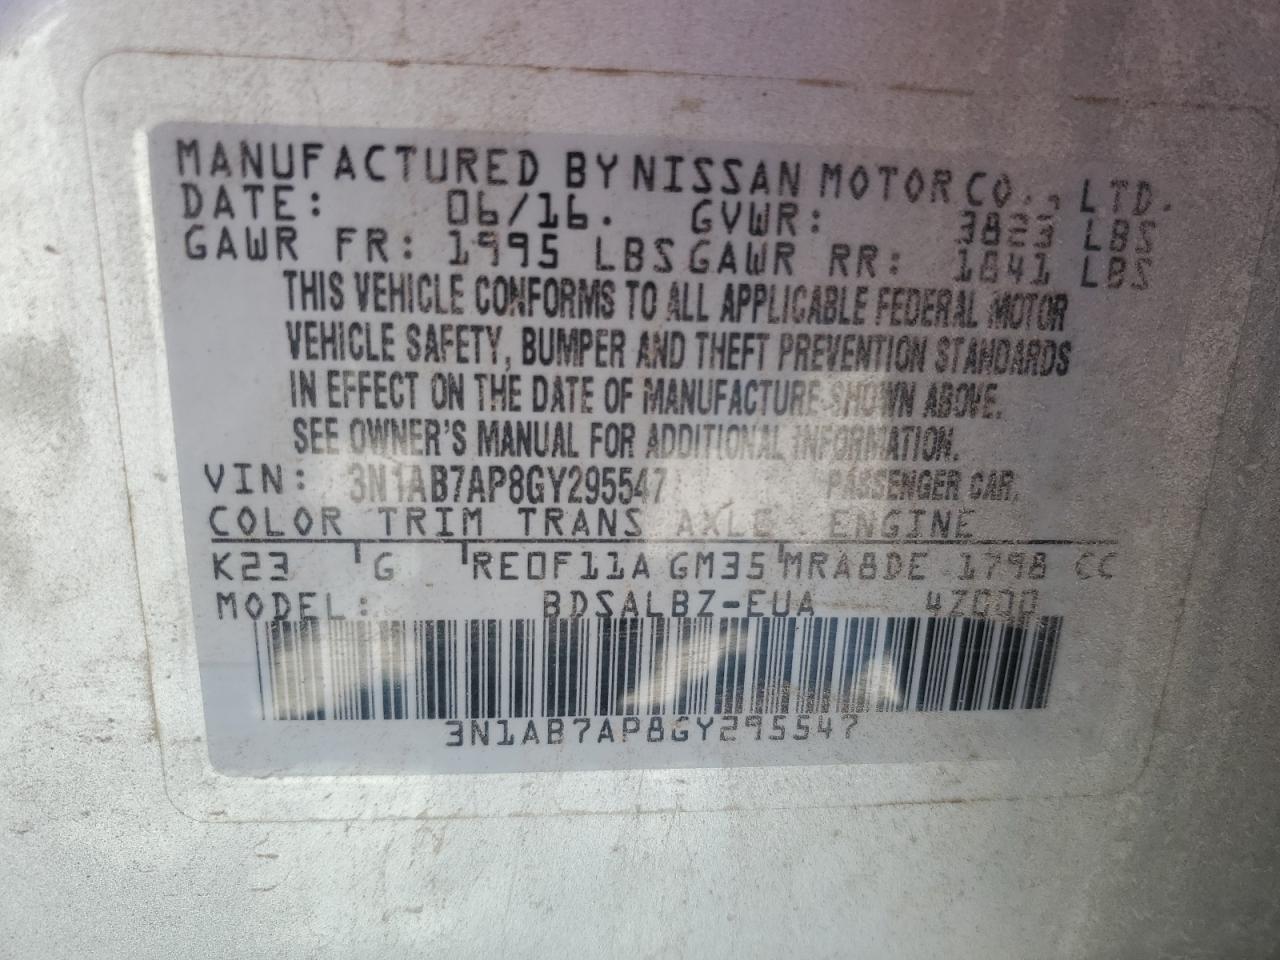 MANUFACTURED BY NISSAN MOTOR CO., LTD.
DATE: 06/16. GVWR: 3823 LBS
GAWR FR: 1995 LBS GAWR RR: 1841 LBS
THIS VEHICLE CONFORMS TO ALL APPLICABLE FEDERAL MOTOR
VEHICLE SAFETY, BUMPER AND THEFT PREVENTION STANDARDS
IN EFFECT ON THE DATE OF MANUFACTURE SHOWN ABOVE.
SEE OWNER'S MANUAL FOR ADDITIONAL INFORMATION.
VIN: 3N1AB7AP8GY295547 PASSENGER CAR.
COLOR TRIM TRANS AXLE ENGINE
K23 G RE0F11A GM35 MRA8DE 1798 CC
MODEL: BDSALBZ-EUA 4Z000
3N1AB7AP8GY295547